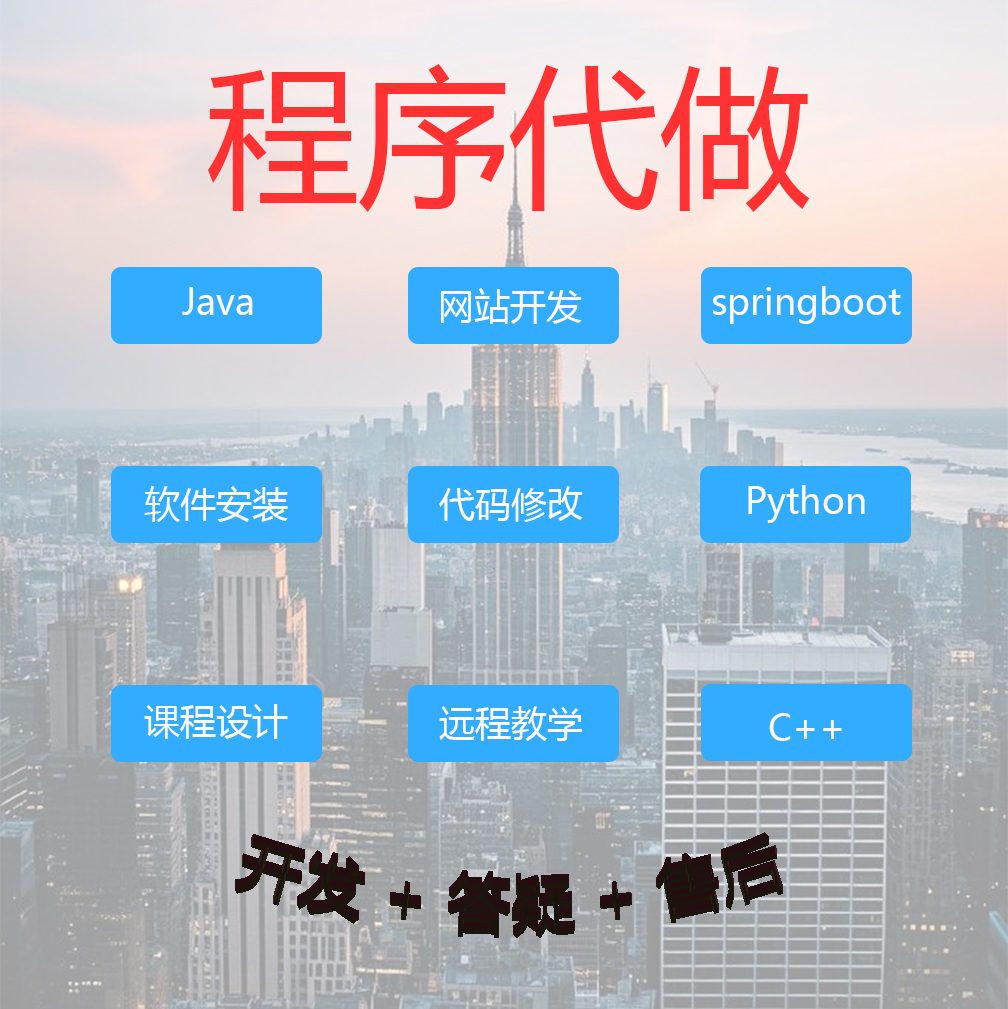 程序代做
Java 网站开发 springboot
软件安装 代码修改 Python
课程设计 远程教学 C++
开发 + 答疑 + 售后